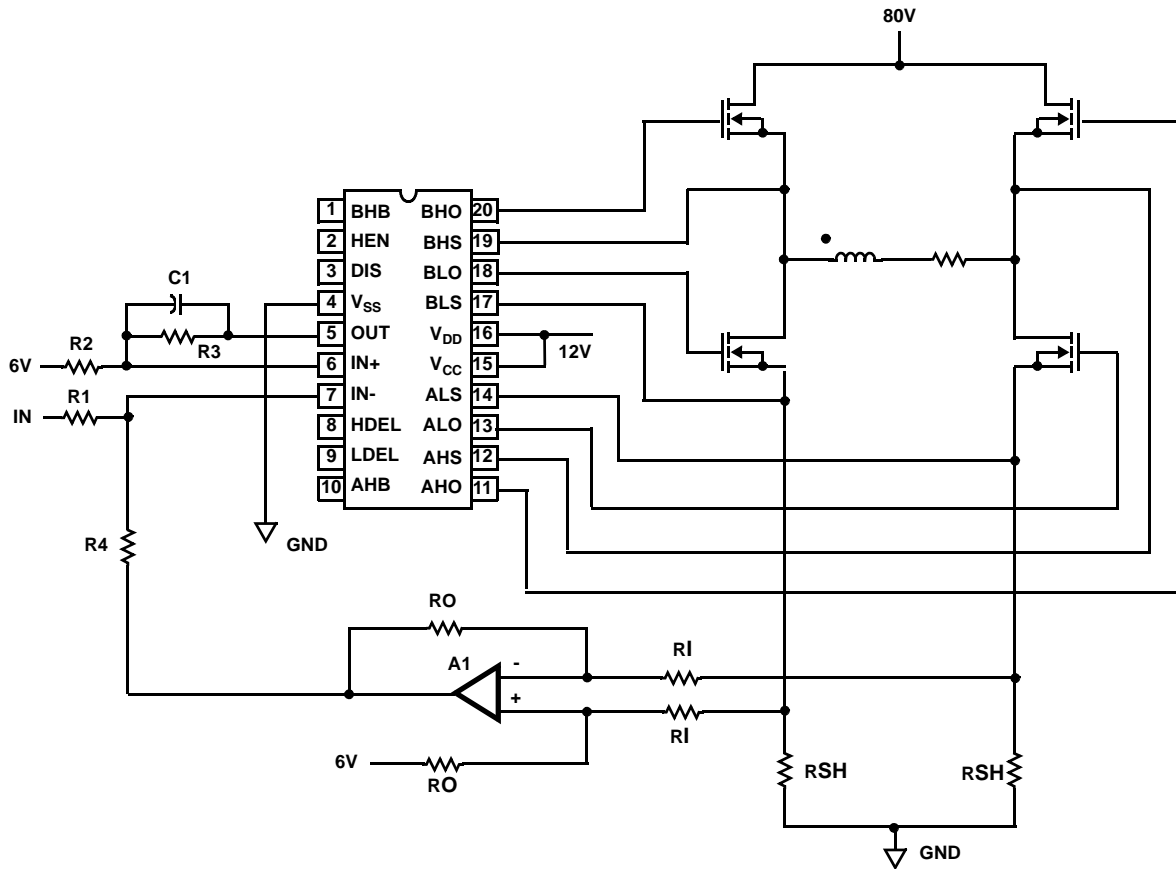 80V
1 BHB BHO 20
2 HEN BHS 19
3 DIS BLO 18
4 VSS BLS 17
5 OUT VDD 16
6 IN+ VCC 15
7 IN- ALS 14
8 HDEL ALO 13
9 LDEL AHS 12
10 AHB AHO 11
C1
R3
R2
6V
R1
IN
12V
GND
R4
RO
A1
-
+
RI
RI
6V
RO
RSH
RSH
GND